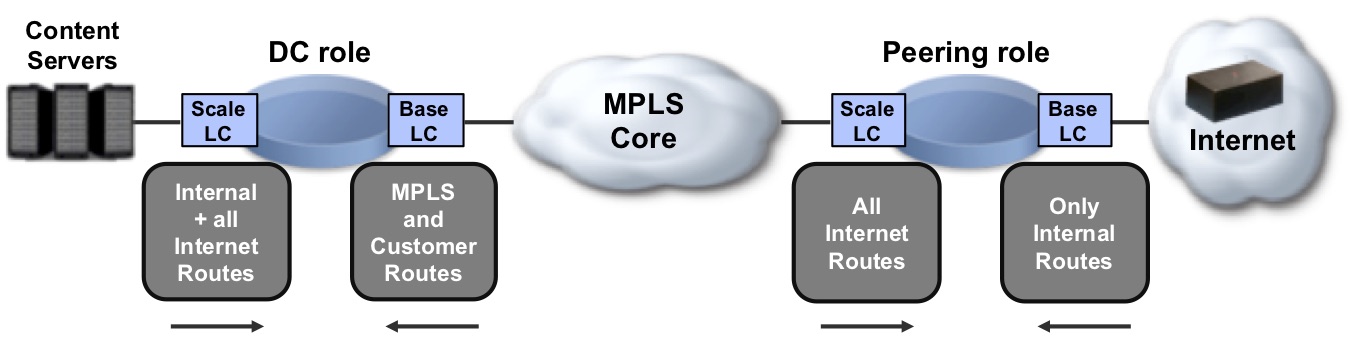 Content
Servers
DC role
Scale
LC
Base
LC
Internal
+ all
Internet
Routes
MPLS
and
Customer
Routes
MPLS
Core
Peering role
Scale
LC
Base
LC
All
Internet
Routes
Only
Internal
Routes
Internet